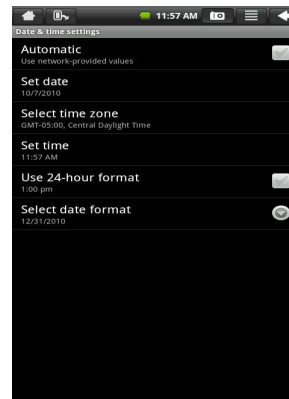 11:57 AM
Date & time settings
Automatic
Use network-provided values
Set date
10/7/2010
Select time zone
GMT-05:00, Central Daylight Time
Set time
11:57 AM
Use 24-hour format
1:00 pm
Select date format
12/31/2010